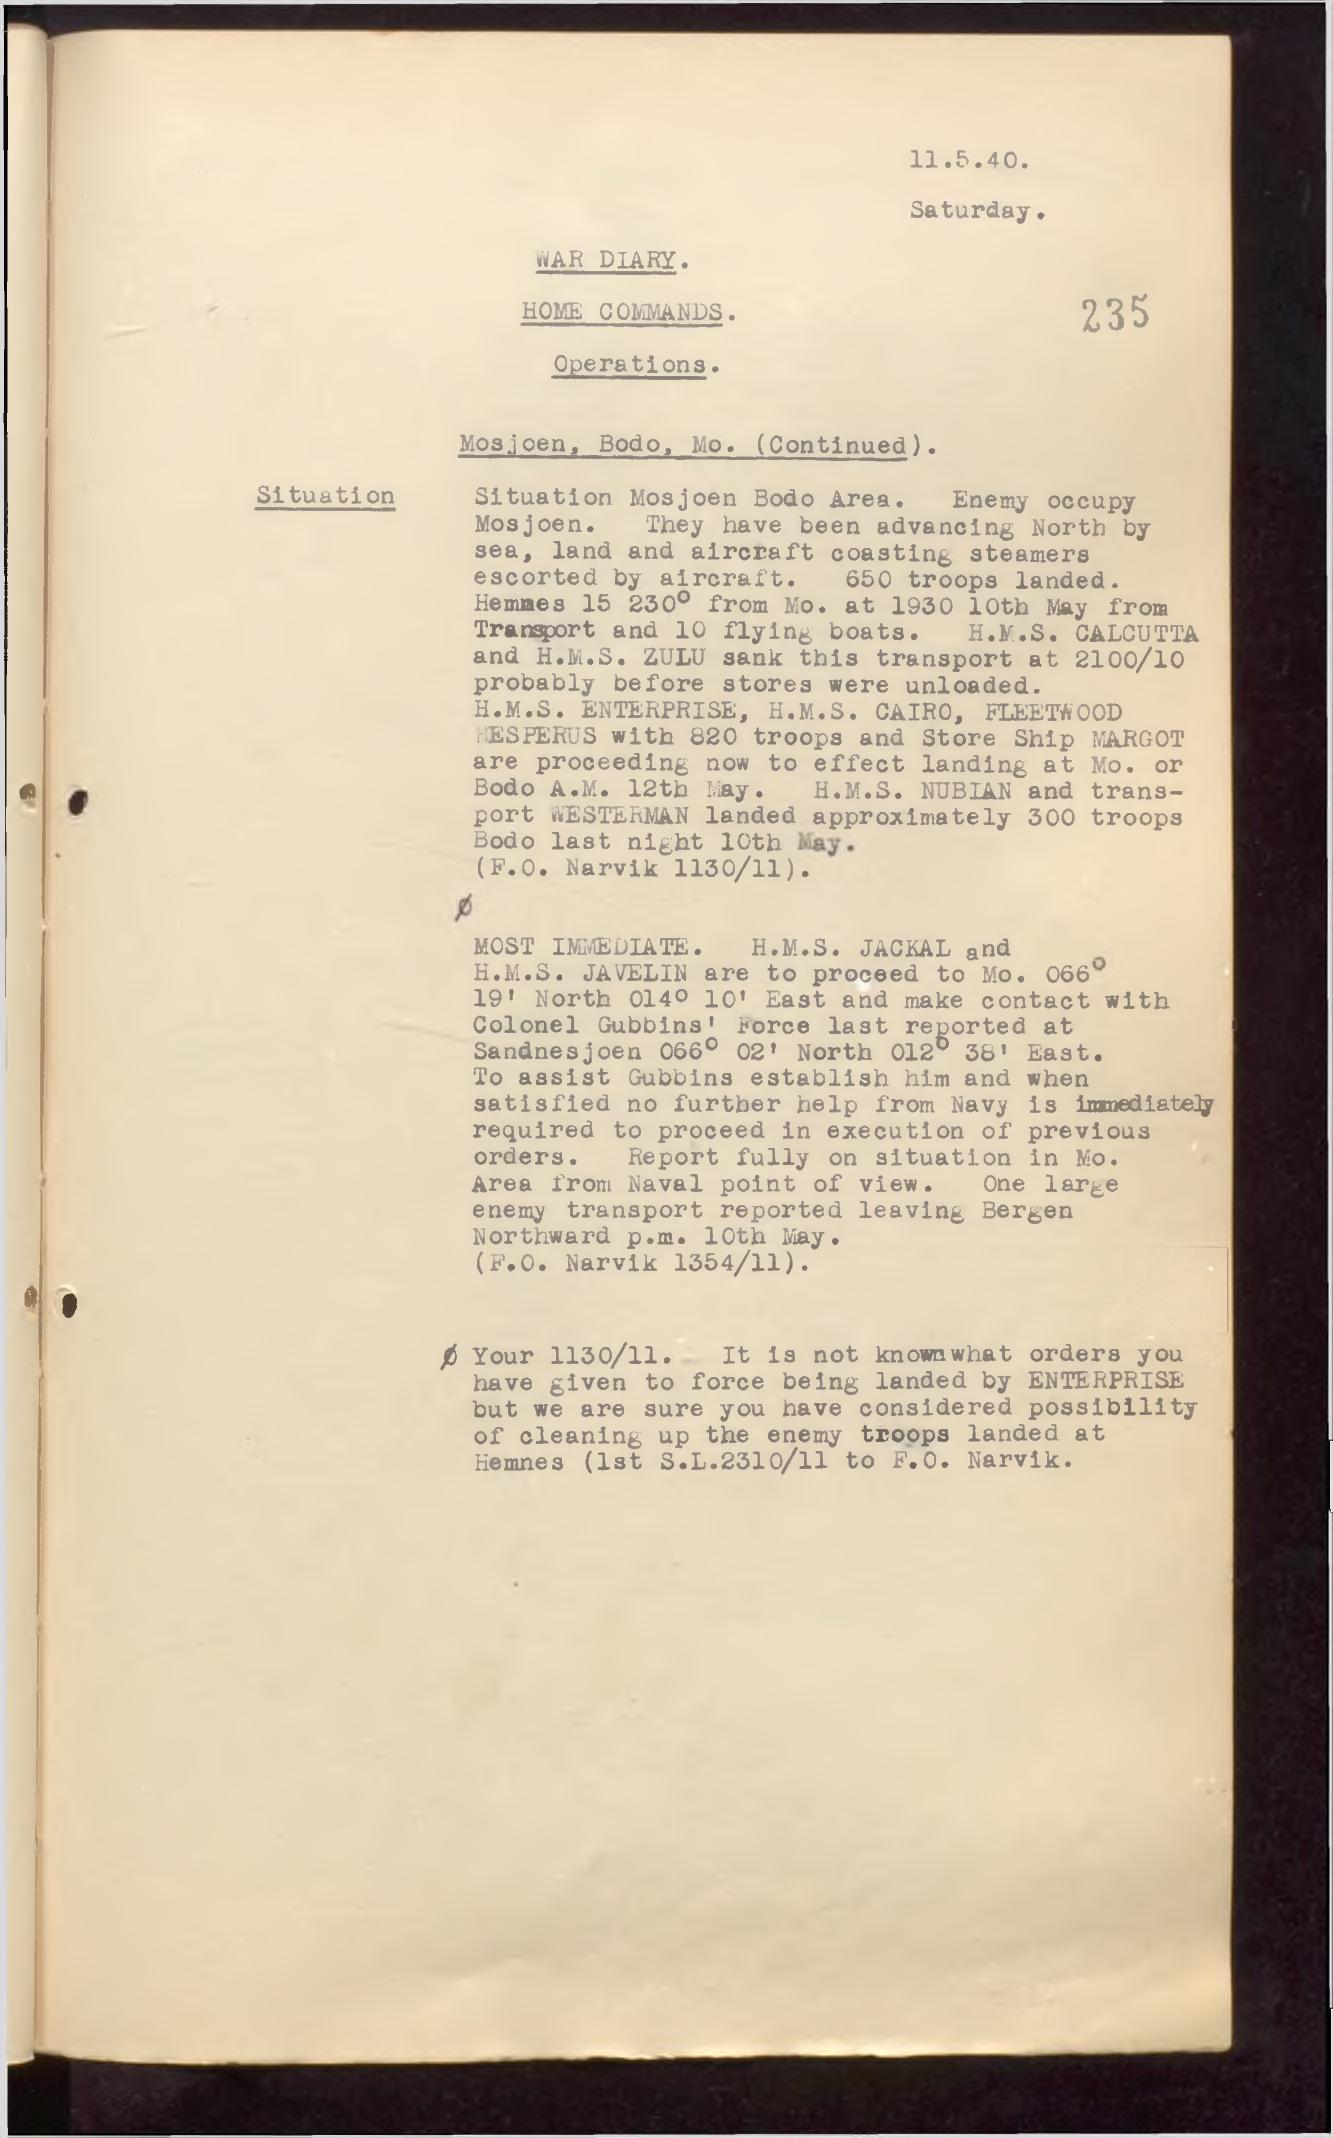 11.5.40.
Saturday.
WAR DIARY.
HOME COMMANDS.
235
Operations.
Mosjoen, Bodo, Mo. (Continued).
Situation
Situation Mosjoen Bodo Area. Enemy occupy
Mosjoen. They have been advancing North by
sea, land and aircraft coasting steamers
escorted by aircraft. 650 troops landed.
Hemnes 15 230° from Mo. at 1930 10th May from
Transport and 10 flying boats. H.M.S. CALCUTTA
and H.M.S. ZULU sank this transport at 2100/10
probably before stores were unloaded.
H.M.S. ENTERPRISE, H.M.S. CAIRO, FLEETWOOD
HESPERUS with 820 troops and Store Ship MARGOT
are proceeding now to effect landing at Mo. or
Bodo A.M. 12th May. H.M.S. NUBIAN and trans-
port WESTERMAN landed approximately 300 troops
Bodo last night 10th May.
(F.O. Narvik 1130/11).
ø
MOST IMMEDIATE. H.M.S. JACKAL and
H.M.S. JAVELIN are to proceed to Mo. 066°
19' North 014° 10' East and make contact with
Colonel Gubbins' Force last reported at
Sandnesjoen 066° 02' North 012° 38' East.
To assist Gubbins establish him and when
satisfied no further help from Navy is immediately
required to proceed in execution of previous
orders. Report fully on situation in Mo.
Area from Naval point of view. One large
enemy transport reported leaving Bergen
Northward p.m. 10th May.
(F.O. Narvik 1354/11).
ø Your 1130/11. It is not known what orders you
have given to force being landed by ENTERPRISE
but we are sure you have considered possibility
of cleaning up the enemy troops landed at
Hemnes (1st S.L.2310/11 to F.O. Narvik.